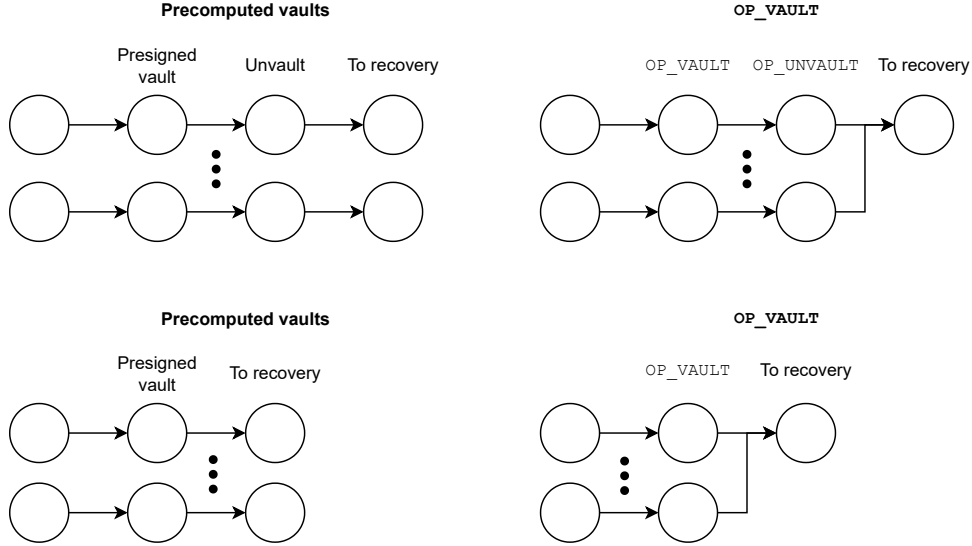 Precomputed vaults
OP_VAULT
Presigned
vault
Unvault
To recovery
OP_VAULT
OP_UNVAULT
To recovery
Precomputed vaults
OP_VAULT
Presigned
vault
To recovery
OP_VAULT
To recovery